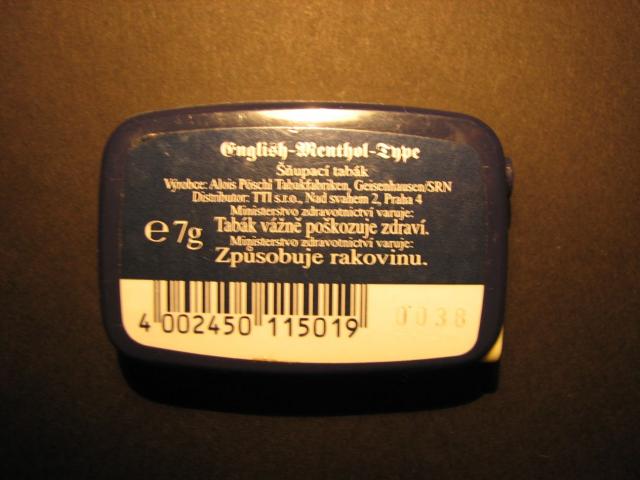 English-Menthol-Type
Šňupací tabák
Výrobce: Alois Pöschl Tabakfabriken, Geisenhausen/SRN
Distributor: TTI s.r.o., Nad svahem 2, Praha 4
Ministerstvo zdravotnictví varuje:
Tabák vážně poškozuje zdraví.
Ministerstvo zdravotnictví varuje:
Způsobuje rakovinu.
℮ 7g
4 002450 115019
0038